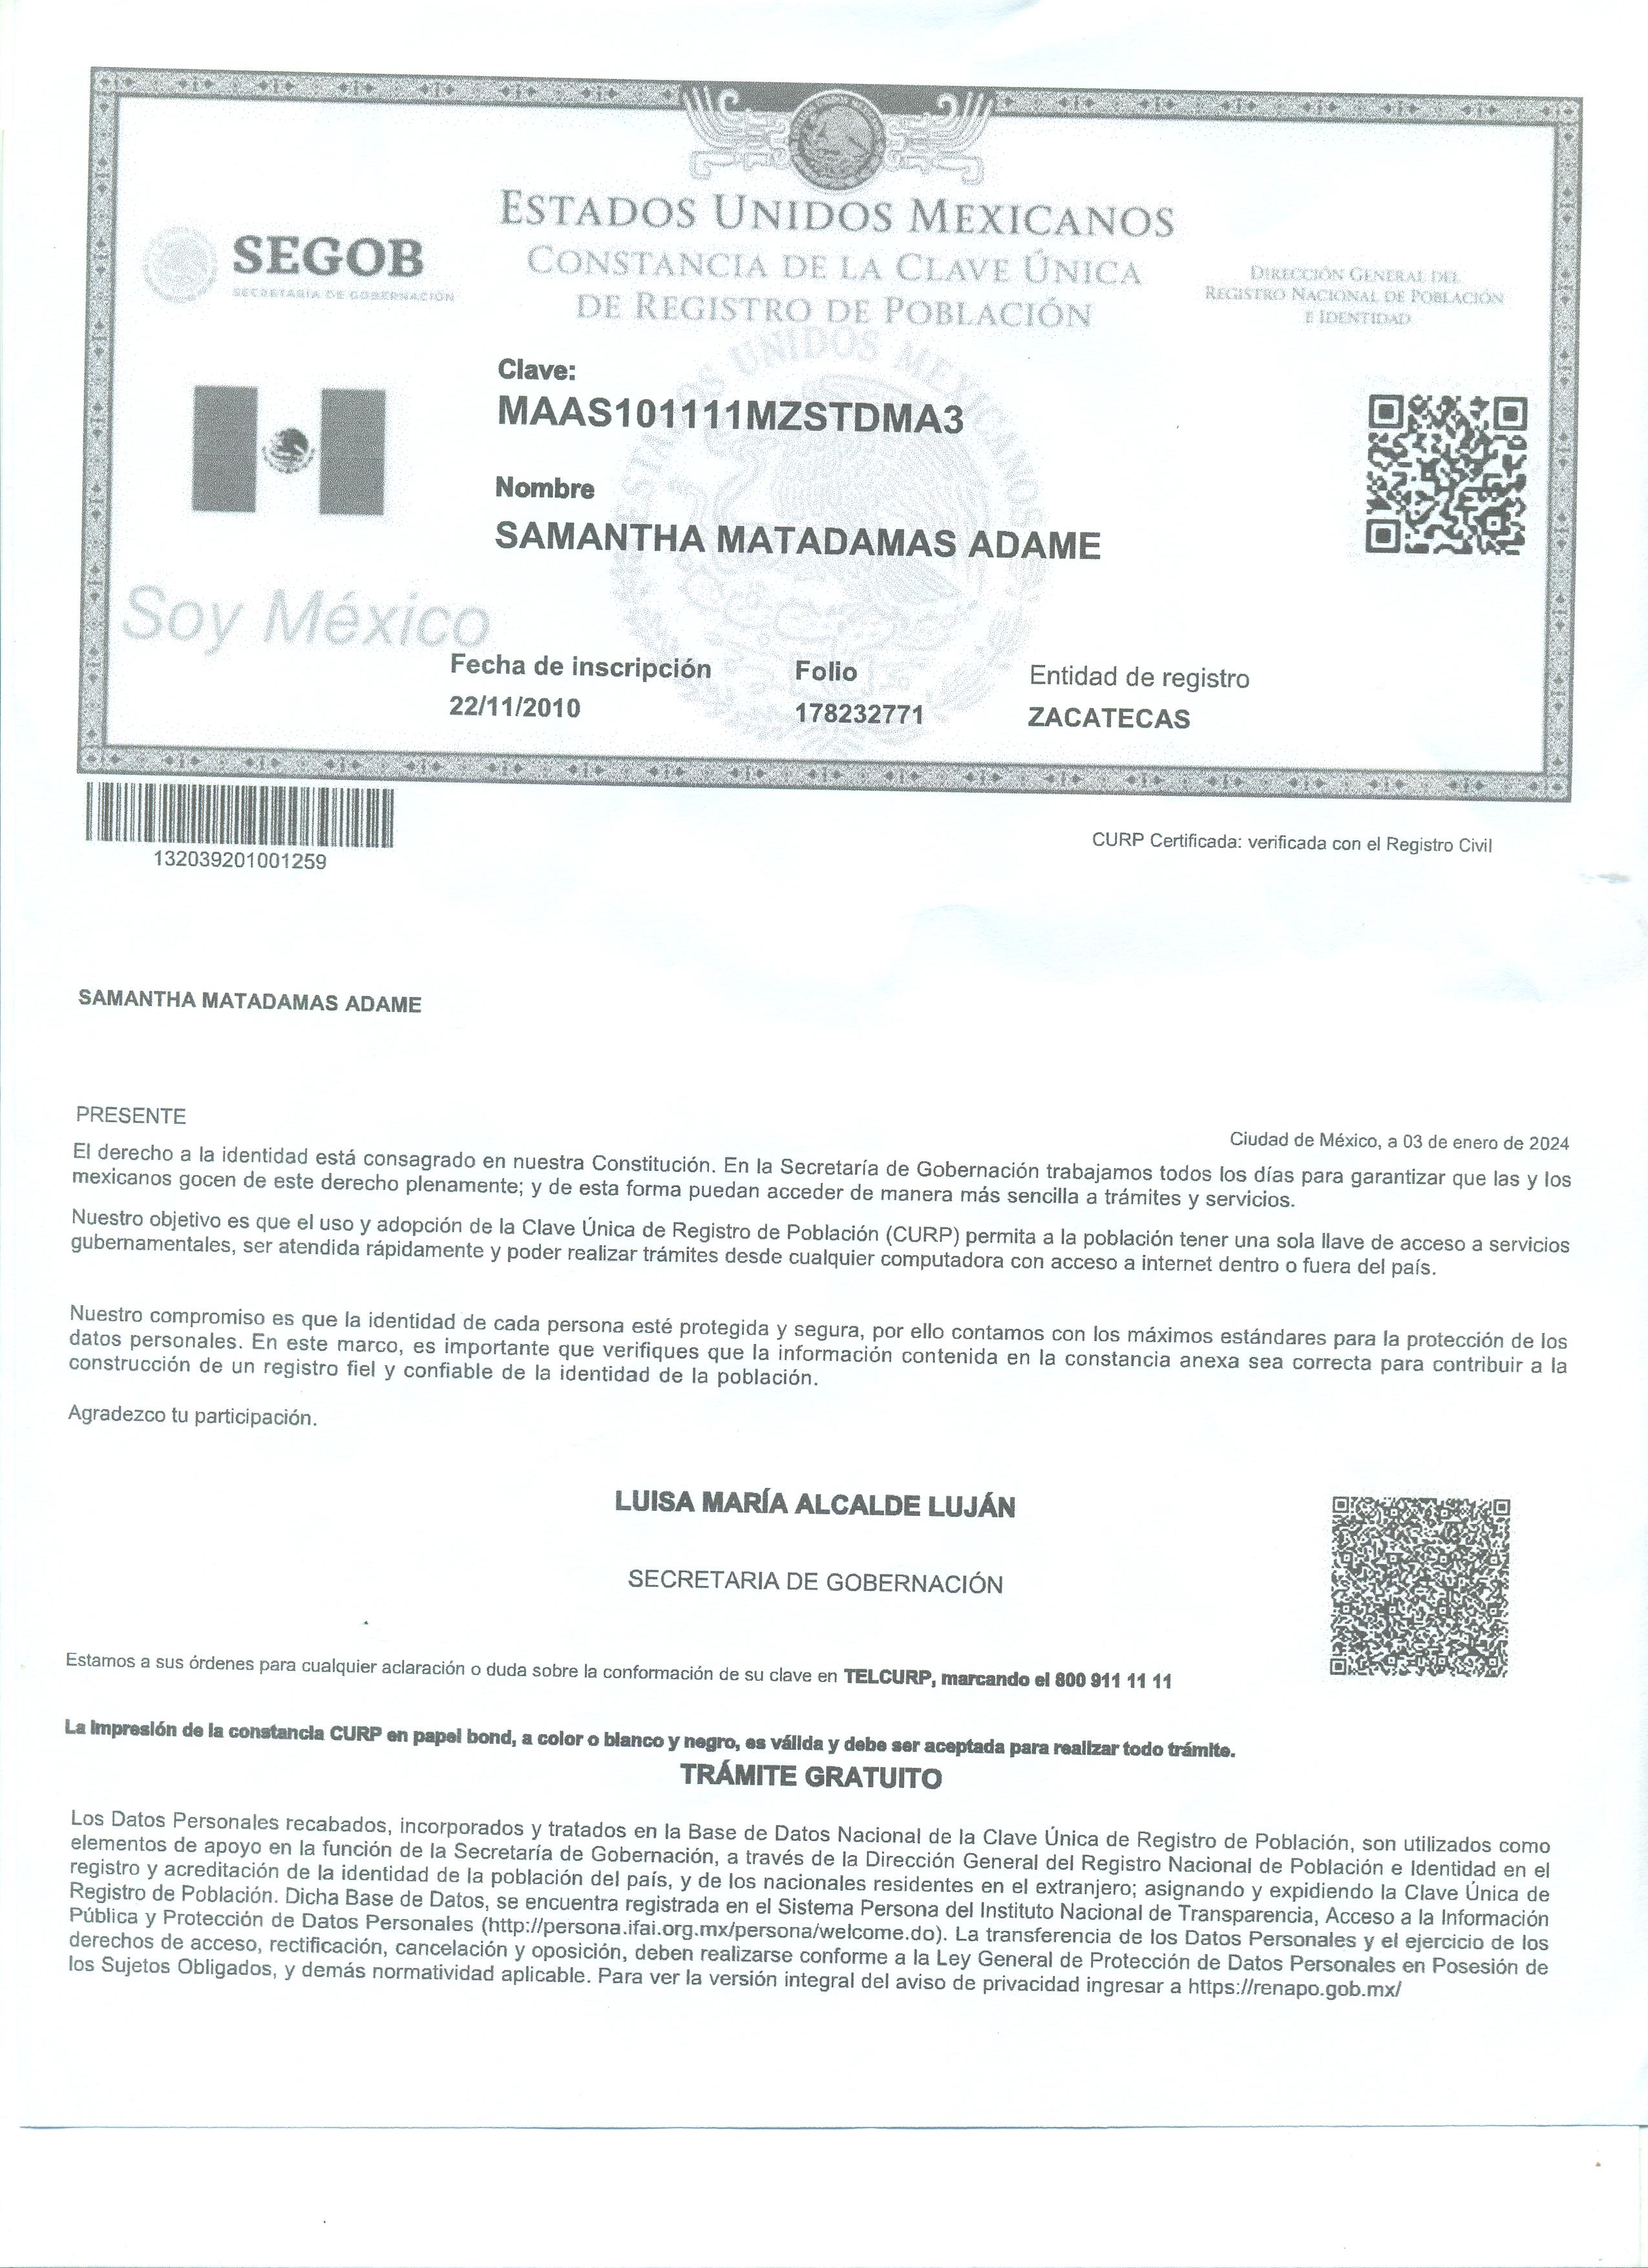 ESTADOS UNIDOS MEXICANOS
CONSTANCIA DE LA CLAVE ÚNICA
DE REGISTRO DE POBLACIÓN
SEGOB
SECRETARÍA DE GOBERNACIÓN
DIRECCIÓN GENERAL DEL
REGISTRO NACIONAL DE POBLACIÓN
E IDENTIDAD
ESTADOS UNIDOS MEXICANOS
Clave:
MAAS101111MZSTDMA3
Nombre
SAMANTHA MATADAMAS ADAME
Soy México
Fecha de inscripción
22/11/2010
Folio
178232771
Entidad de registro
ZACATECAS
132039201001259
CURP Certificada: verificada con el Registro Civil
SAMANTHA MATADAMAS ADAME
PRESENTE
Ciudad de México, a 03 de enero de 2024
El derecho a la identidad está consagrado en nuestra Constitución. En la Secretaría de Gobernación trabajamos todos los días para garantizar que las y los
mexicanos gocen de este derecho plenamente; y de esta forma puedan acceder de manera más sencilla a trámites y servicios.
Nuestro objetivo es que el uso y adopción de la Clave Única de Registro de Población (CURP) permita a la población tener una sola llave de acceso a servicios
gubernamentales, ser atendida rápidamente y poder realizar trámites desde cualquier computadora con acceso a internet dentro o fuera del país.
Nuestro compromiso es que la identidad de cada persona esté protegida y segura, por ello contamos con los máximos estándares para la protección de los
datos personales. En este marco, es importante que verifiques que la información contenida en la constancia anexa sea correcta para contribuir a la
construcción de un registro fiel y confiable de la identidad de la población.
Agradezco tu participación.
LUISA MARÍA ALCALDE LUJÁN
SECRETARIA DE GOBERNACIÓN
Estamos a sus órdenes para cualquier aclaración o duda sobre la conformación de su clave en TELCURP, marcando el 800 911 11 11
La impresión de la constancia CURP en papel bond, a color o blanco y negro, es válida y debe ser aceptada para realizar todo trámite.
TRÁMITE GRATUITO
Los Datos Personales recabados, incorporados y tratados en la Base de Datos Nacional de la Clave Única de Registro de Población, son utilizados como
elementos de apoyo en la función de la Secretaría de Gobernación, a través de la Dirección General del Registro Nacional de Población e Identidad en el
registro y acreditación de la identidad de la población del país, y de los nacionales residentes en el extranjero; asignando y expidiendo la Clave Única de
Registro de Población. Dicha Base de Datos, se encuentra registrada en el Sistema Persona del Instituto Nacional de Transparencia, Acceso a la Información
Pública y Protección de Datos Personales (http://persona.ifai.org.mx/persona/welcome.do). La transferencia de los Datos Personales y el ejercicio de los
derechos de acceso, rectificación, cancelación y oposición, deben realizarse conforme a la Ley General de Protección de Datos Personales en Posesión de
los Sujetos Obligados, y demás normatividad aplicable. Para ver la versión integral del aviso de privacidad ingresar a https://renapo.gob.mx/